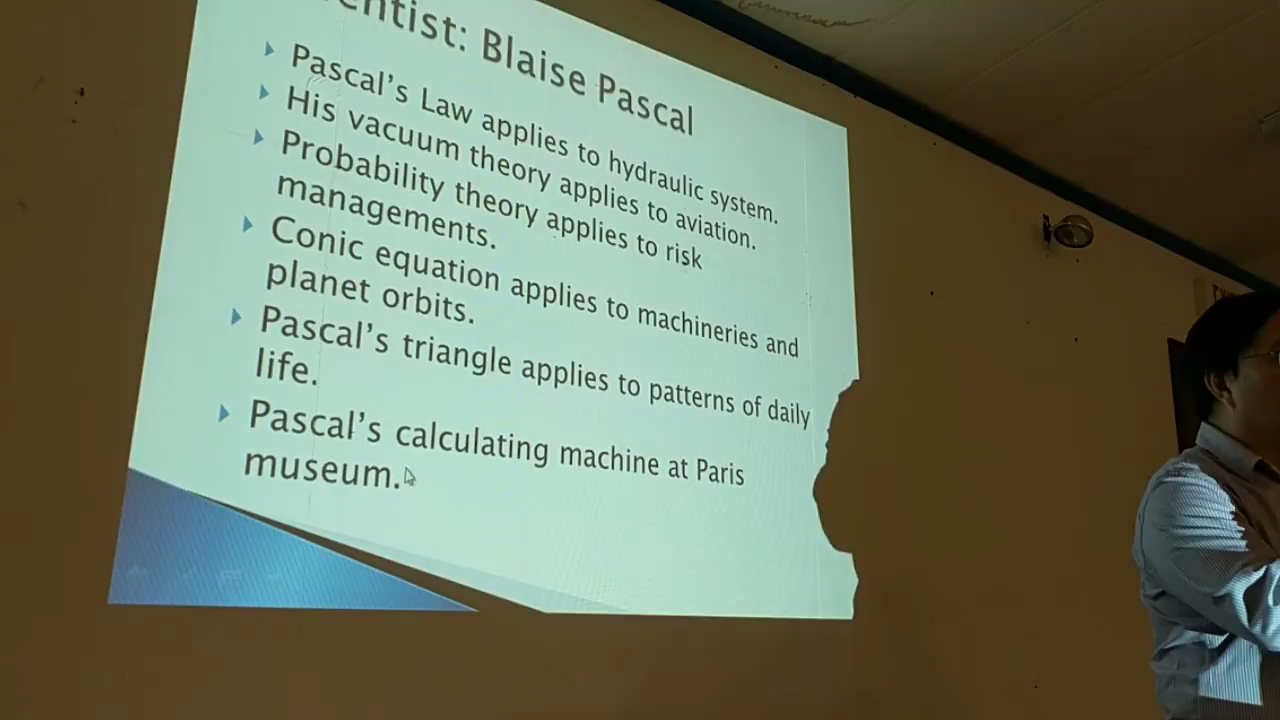 entist: Blaise Pascal
Pascal's Law applies to hydraulic system.
His vacuum theory applies to aviation.
Probability theory applies to risk
managements.
Conic equation applies to machineries and
planet orbits.
Pascal's triangle applies to patterns of daily
life.
Pascal's calculating machine at Paris
museum.